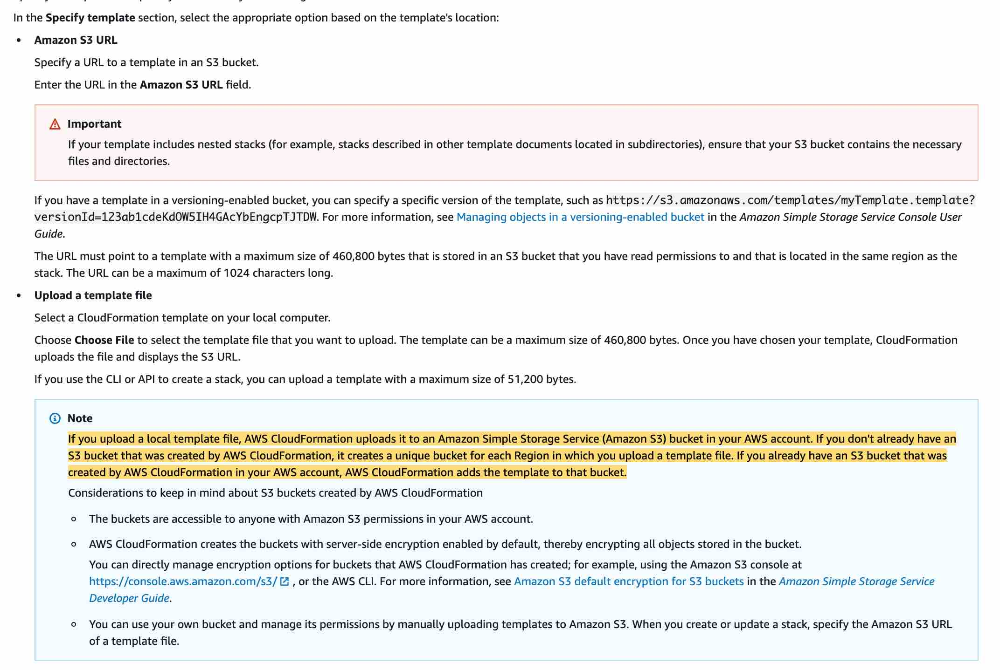 In the Specify template section, select the appropriate option based on the template's location:
• Amazon S3 URL
Specify a URL to a template in an S3 bucket.
Enter the URL in the Amazon S3 URL field.
Important
If your template includes nested stacks (for example, stacks described in other template documents located in subdirectories), ensure that your S3 bucket contains the necessary
files and directories.
If you have a template in a versioning-enabled bucket, you can specify a specific version of the template, such as https://s3.amazonaws.com/templates/myTemplate.template?
versionId=123ab1cdeKdOW5IH4GAcYbEngcpTJTDW. For more information, see Managing objects in a versioning-enabled bucket in the Amazon Simple Storage Service Console User
Guide.
The URL must point to a template with a maximum size of 460,800 bytes that is stored in an S3 bucket that you have read permissions to and that is located in the same region as the
stack. The URL can be a maximum of 1024 characters long.
• Upload a template file
Select a CloudFormation template on your local computer.
Choose Choose File to select the template file that you want to upload. The template can be a maximum size of 460,800 bytes. Once you have chosen your template, CloudFormation
uploads the file and displays the S3 URL.
If you use the CLI or API to create a stack, you can upload a template with a maximum size of 51,200 bytes.
Note
If you upload a local template file, AWS CloudFormation uploads it to an Amazon Simple Storage Service (Amazon S3) bucket in your AWS account. If you don't already have an
S3 bucket that was created by AWS CloudFormation, it creates a unique bucket for each Region in which you upload a template file. If you already have an S3 bucket that was
created by AWS CloudFormation in your AWS account, AWS CloudFormation adds the template to that bucket.
Considerations to keep in mind about S3 buckets created by AWS CloudFormation
○ The buckets are accessible to anyone with Amazon S3 permissions in your AWS account.
○ AWS CloudFormation creates the buckets with server-side encryption enabled by default, thereby encrypting all objects stored in the bucket.
You can directly manage encryption options for buckets that AWS CloudFormation has created; for example, using the Amazon S3 console at
https://console.aws.amazon.com/s3/ , or the AWS CLI. For more information, see Amazon S3 default encryption for S3 buckets in the Amazon Simple Storage Service
Developer Guide.
○ You can use your own bucket and manage its permissions by manually uploading templates to Amazon S3. When you create or update a stack, specify the Amazon S3 URL
of a template file.